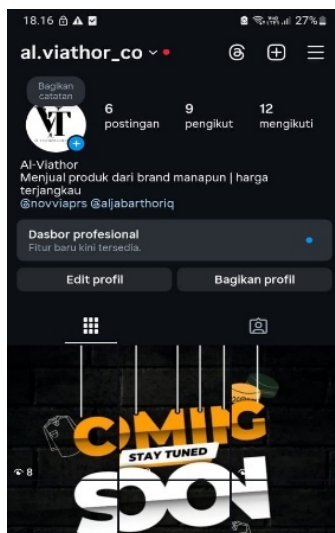 18.16
27%
al.viathor_co
Bagikan
catatan
VT
6
postingan
9
pengikut
12
mengikuti
Al-Viathor
Menjual produk dari brand manapun | harga
terjangkau
@novviaprs @aljabarthoriq
Dasbor profesional
Fitur baru kini tersedia.
Edit profil
Bagikan profil
COMING
STAY TUNED
8
SOON